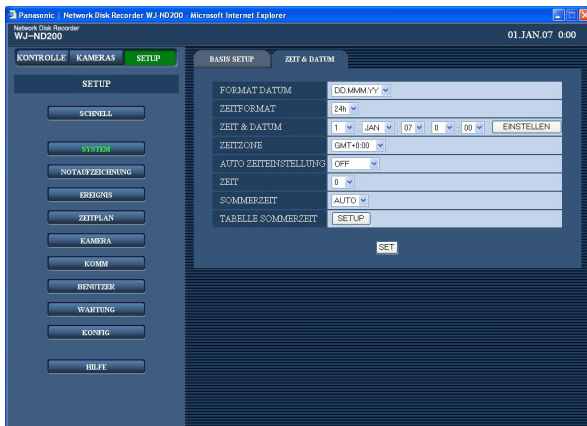 Panasonic | Network Disk Recorder WJ-ND200 - Microsoft Internet Explorer
Network Disk Recorder
WJ-ND200
01.JAN.07 0:00
KONTROLLE KAMERAS SETUP
BASIS SETUP ZEIT & DATUM
SETUP
SCHNELL
SYSTEM
NOTAUFZEICHNUNG
EREIGNIS
ZEITPLAN
KAMERA
KOMM
BENUTZER
WARTUNG
KONFIG
HILFE
FORMAT DATUM DD.MMM.YY
ZEITFORMAT 24h
ZEIT & DATUM 1 . JAN . 07 0 : 00 EINSTELLEN
ZEITZONE GMT+0:00
AUTO ZEITEINSTELLUNG OFF
ZEIT 0
SOMMERZEIT AUTO
TABELLE SOMMERZEIT SETUP
SET